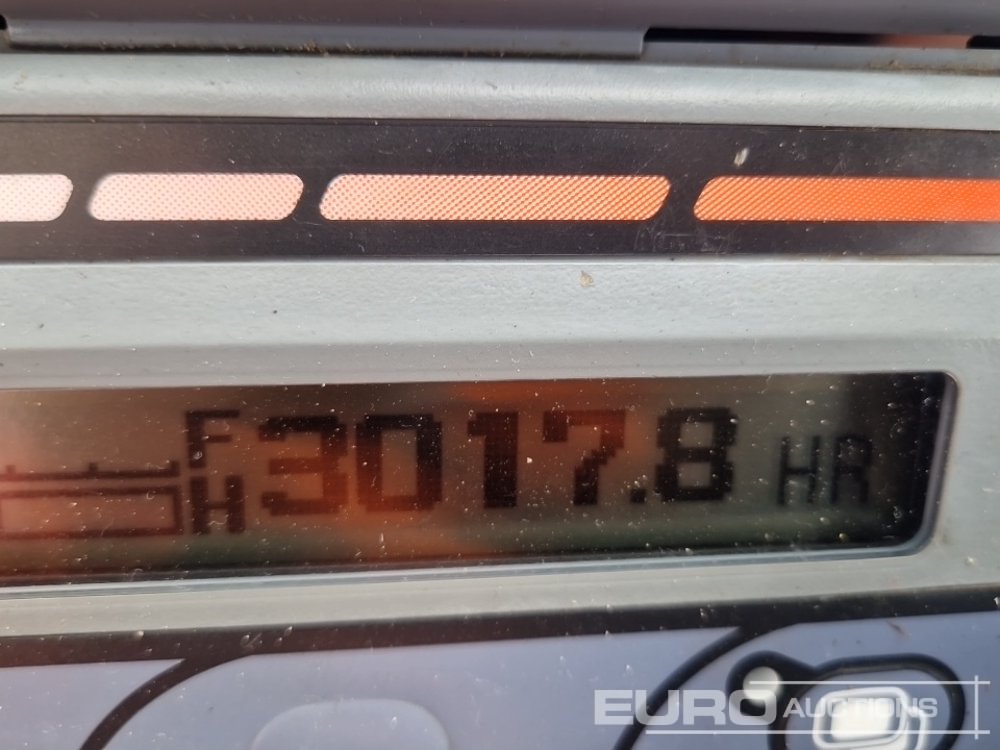 F
H 3017.8 HR
EURO AUCTIONS